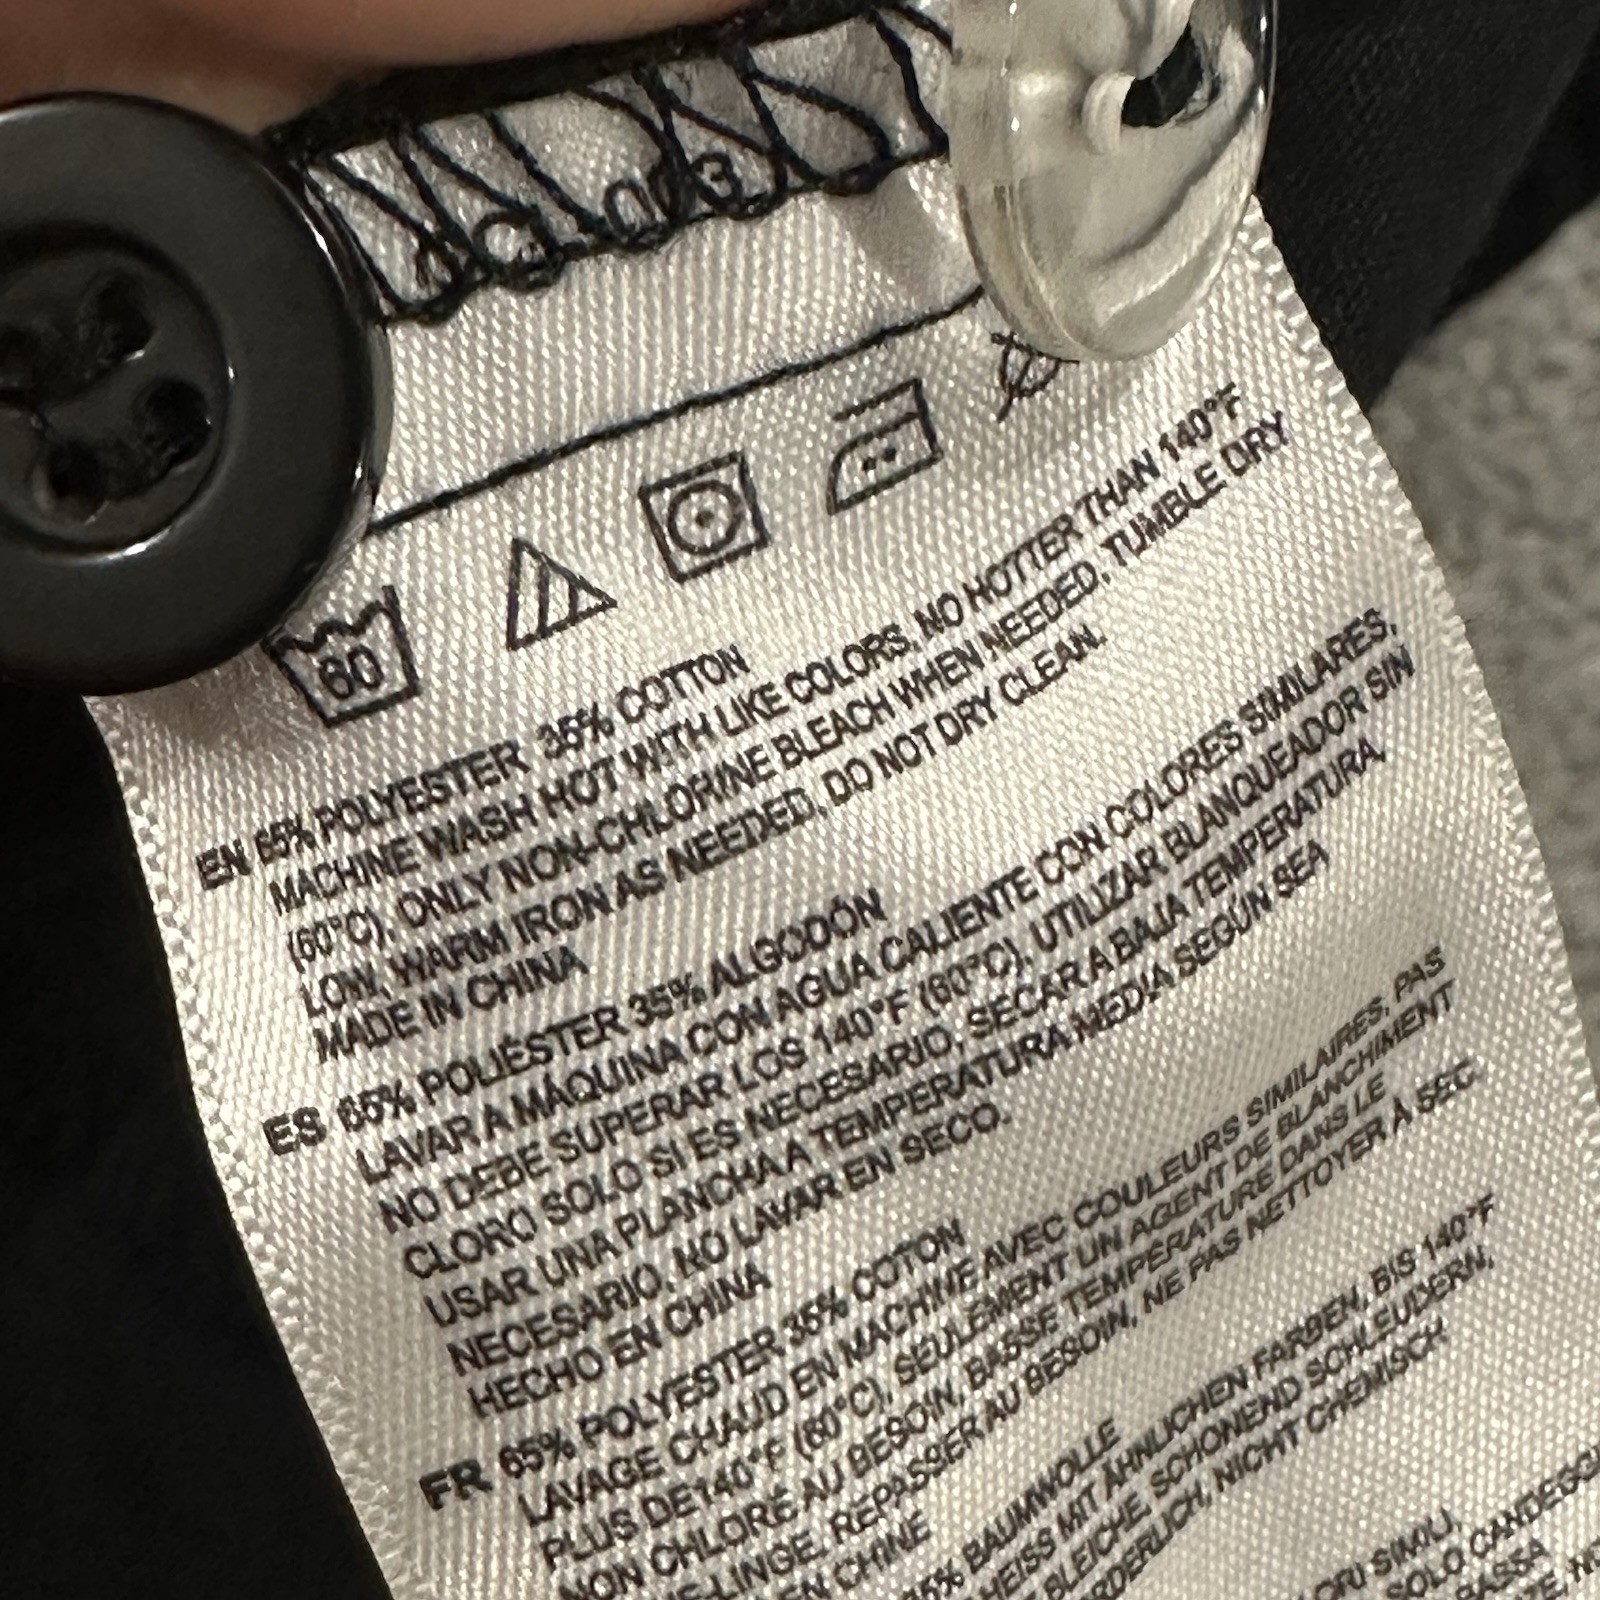 60
EN 65% POLYESTER 35% COTTON
MACHINE WASH HOT WITH LIKE COLORS, NO HOTTER THAN 140°F
(60°C), ONLY NON-CHLORINE BLEACH WHEN NEEDED, TUMBLE DRY
LOW, WARM IRON AS NEEDED, DO NOT DRY CLEAN.
MADE IN CHINA
ES 65% POLIÉSTER 35% ALGODÓN
LAVAR A MÁQUINA CON AGUA CALIENTE CON COLORES SIMILARES,
NO DEBE SUPERAR LOS 140°F (60°C), UTILIZAR BLANQUEADOR SIN
CLORO SOLO SI ES NECESARIO, SECAR A BAJA TEMPERATURA,
USAR UNA PLANCHA A TEMPERATURA MEDIA SEGÚN SEA
NECESARIO, NO LAVAR EN SECO.
HECHO EN CHINA
FR 65% POLYESTER 35% COTON
LAVAGE CHAUD EN MACHINE AVEC COULEURS SIMILAIRES, PAS
PLUS DE140°F (60°C), SEULEMENT UN AGENT DE BLANCHIMENT
NON CHLORÉ AU BESOIN, BASSE TEMPÉRATURE DANS LE
-LINGE, REPASSER AU BESOIN, NE PAS NETTOYER À SEC.
EN CHINE
BAUMWOLLE
HEISS MIT ÄHNLICHEN FARBEN, BIS 140°F
BLEICHE, SCHONEND SCHLEUDERN,
NICHT CHEMISCH
SIMILI,
SOLO
BASSA